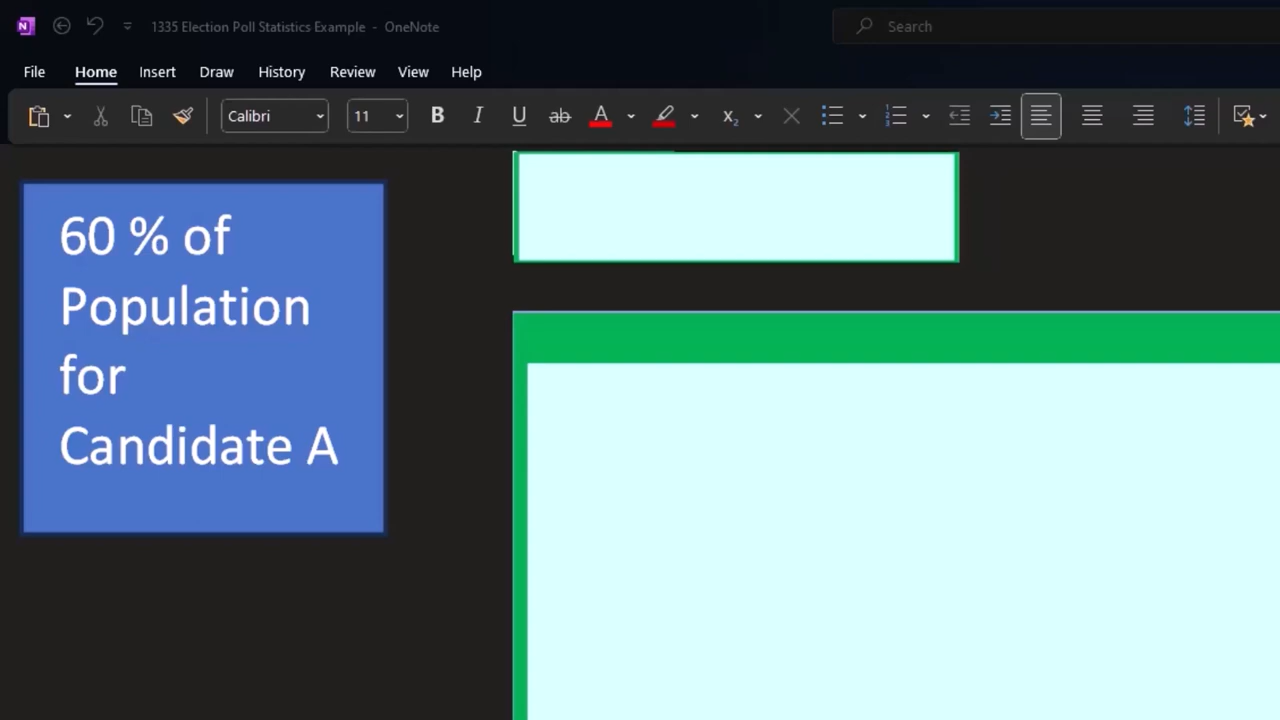 N 1335 Election Poll Statistics Example - OneNote Search
File Home Insert Draw History Review View Help
Calibri 11 B I U ab A x₂
60 % of
Population
for
Candidate A